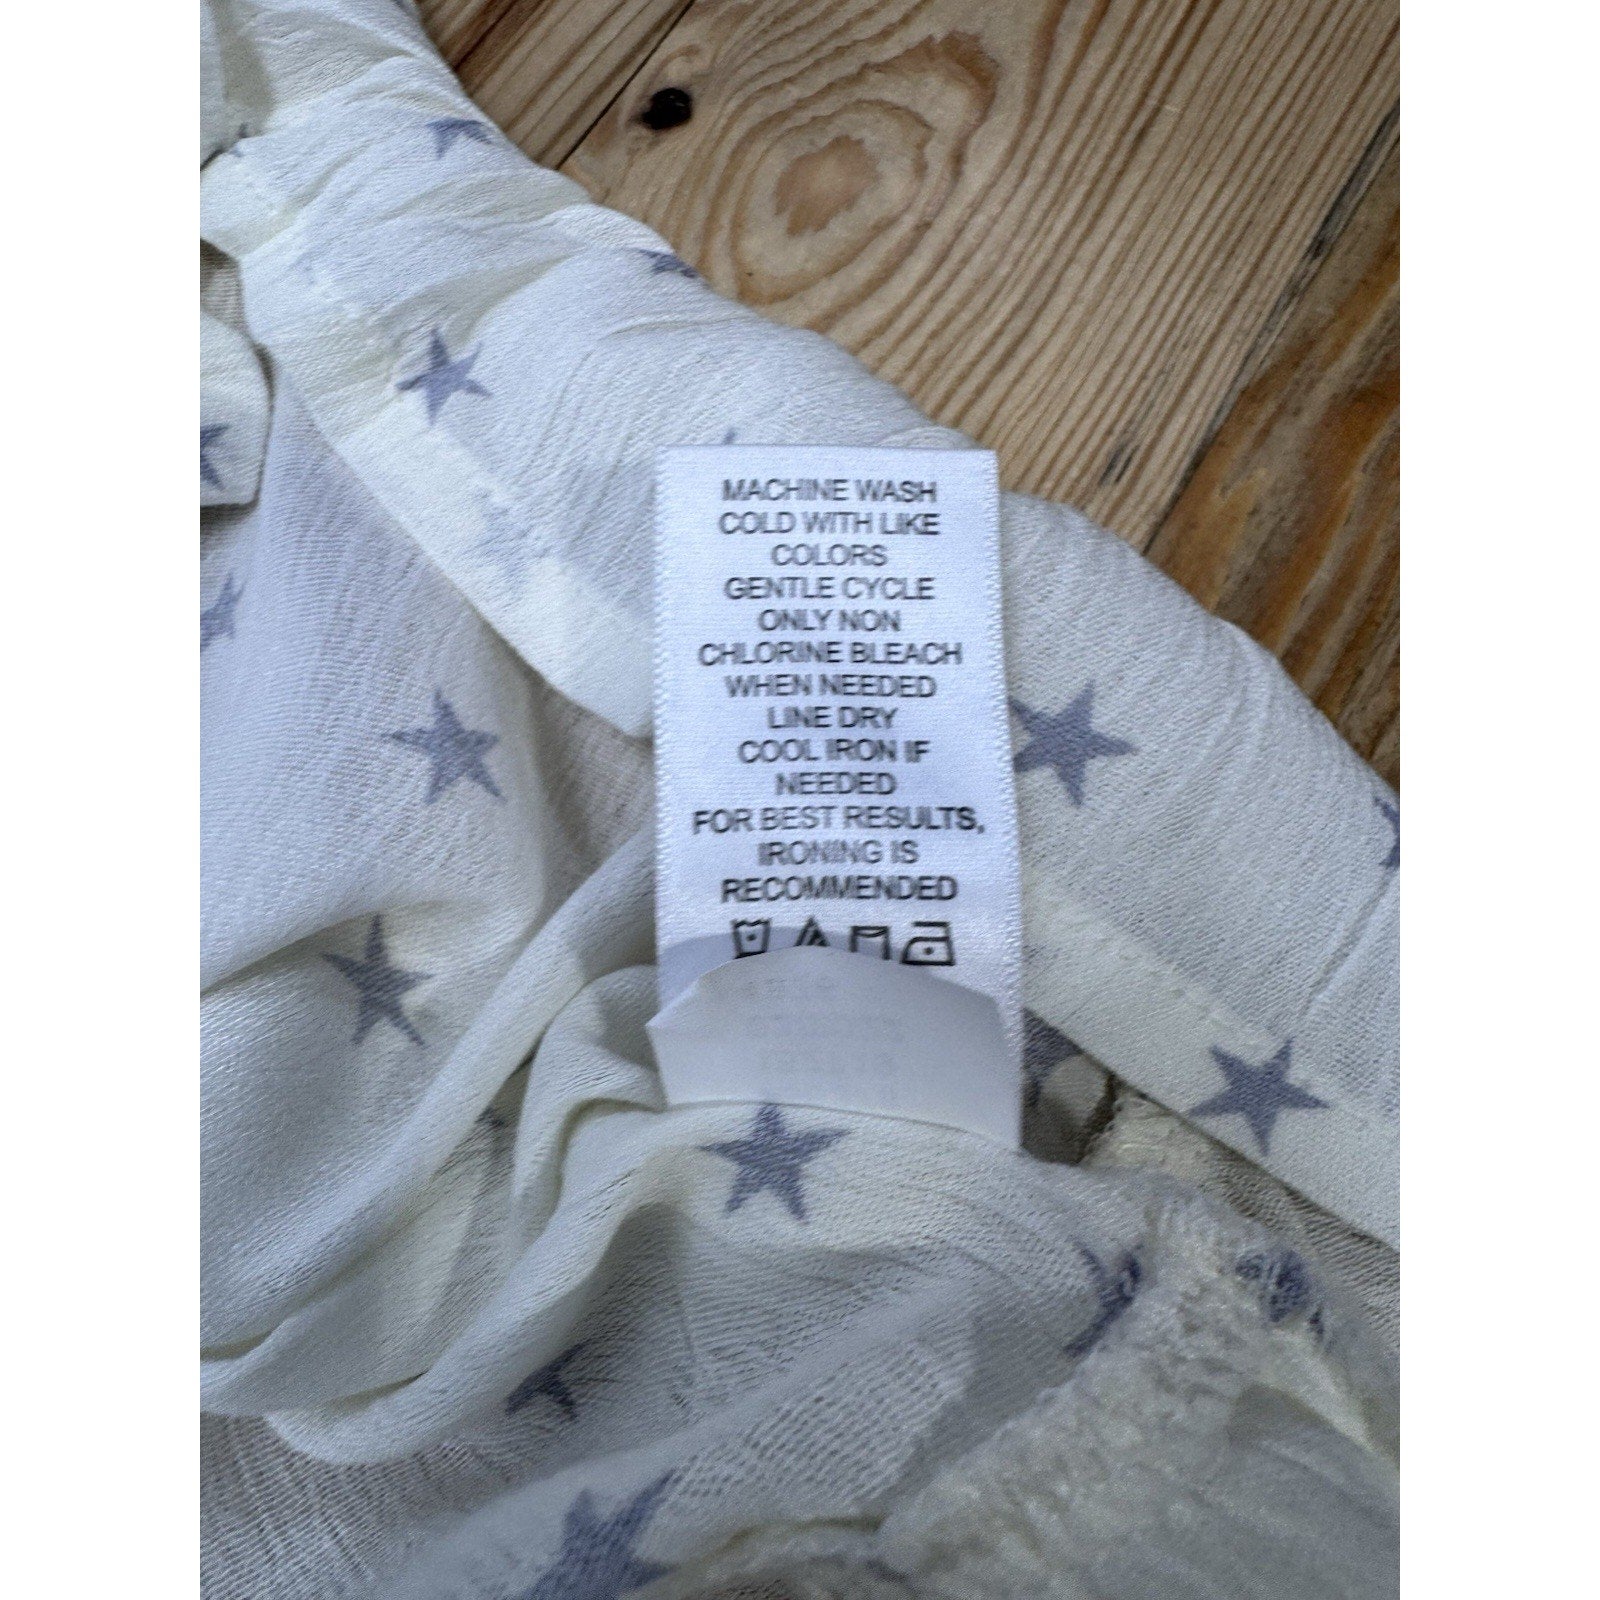 MACHINE WASH
COLD WITH LIKE
COLORS
GENTLE CYCLE
ONLY NON
CHLORINE BLEACH
WHEN NEEDED
LINE DRY
COOL IRON IF
NEEDED
FOR BEST RESULTS,
IRONING IS
RECOMMENDED